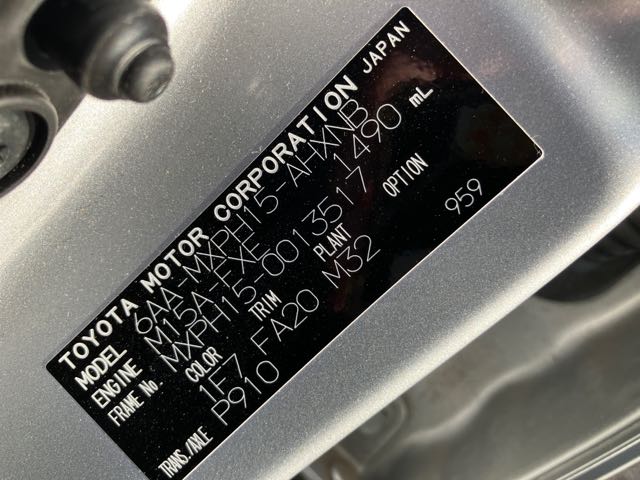 TOYOTA MOTOR CORPORATION JAPAN
MODEL 6AA-MXPH15-AHXNB
ENGINE M15A-FXE 1490 mL
FRAME No. MXPH15-0013517
COLOR TRIM PLANT OPTION
1F7 FA20 M32
TRANS./AXLE P910 959